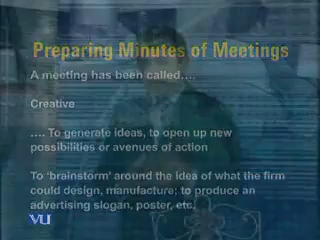 Preparing Minutes of Meetings
A meeting has been called....
Creative
.... To generate ideas, to open up new
possibilities or avenues of action
To 'brainstorm' around the idea of what the firm
could design, manufacture; to produce an
advertising slogan, poster, etc.
VU